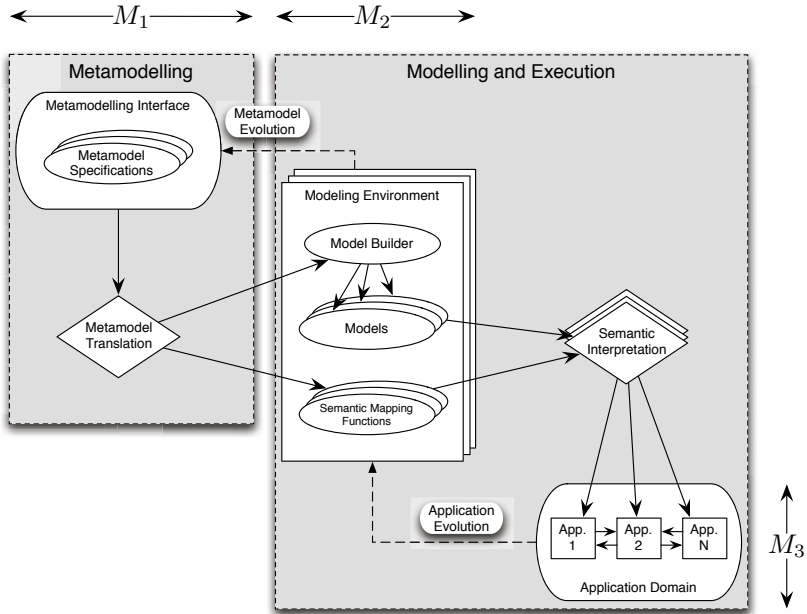 M1
M2
Metamodelling
Modelling and Execution
Metamodelling Interface
Metamodel
Specifications
Metamodel
Evolution
Modeling Environment
Model Builder
Models
Semantic Mapping
Functions
Metamodel
Translation
Semantic
Interpretation
Application
Evolution
App.
1
App.
2
App.
N
Application Domain
M3